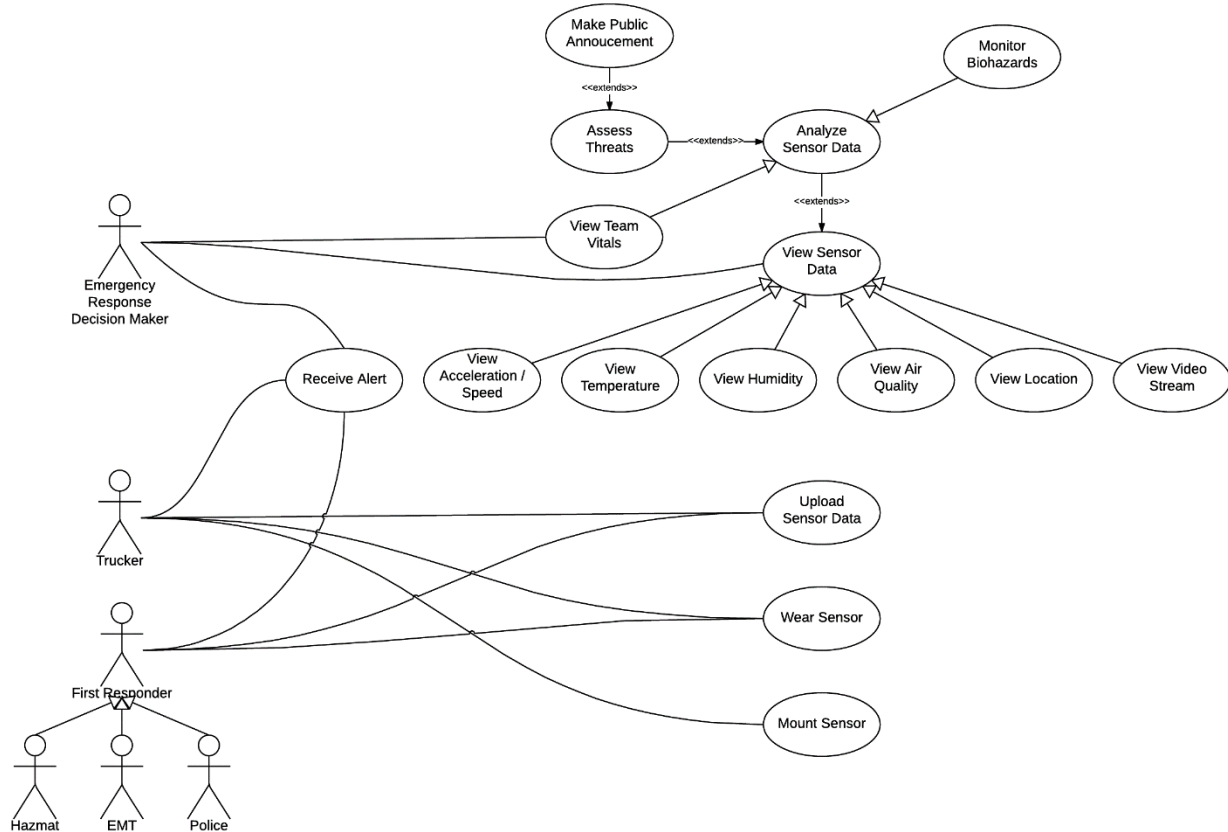 Make Public
Annoucement
Monitor
Biohazards
<<extends>>
Assess
Threats
<<extends>>
Analyze
Sensor Data
<<extends>>
View Team
Vitals
View Sensor
Data
Emergency
Response
Decision Maker
Receive Alert
View
Acceleration /
Speed
View
Temperature
View Humidity
View Air
Quality
View Location
View Video
Stream
Trucker
Upload
Sensor Data
Wear Sensor
First Responder
Mount Sensor
Hazmat
EMT
Police